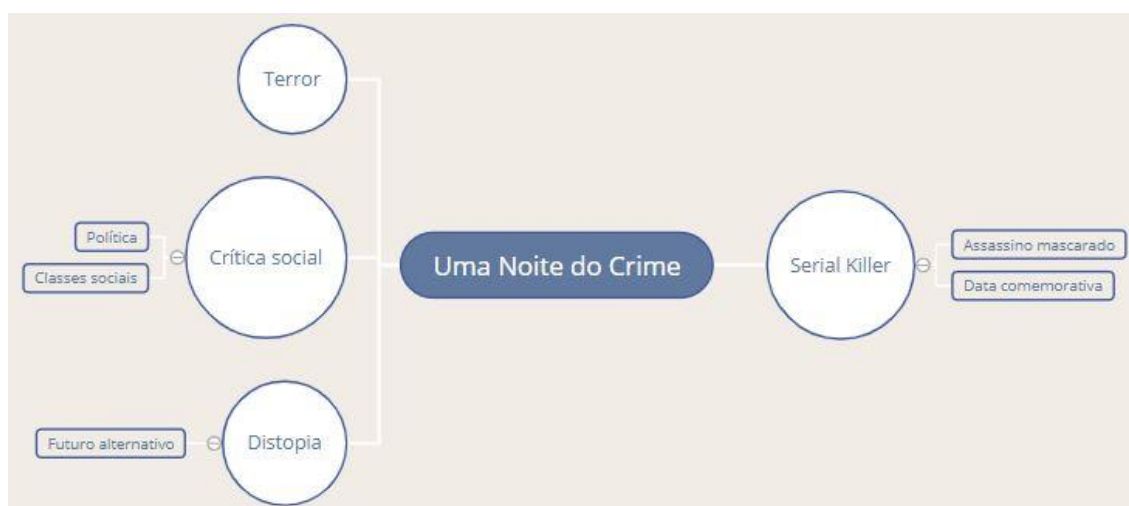 Terror
Política
Classes sociais
Crítica social
Futuro alternativo
Distopia
Uma Noite do Crime
Serial Killer
Assassino mascarado
Data comemorativa